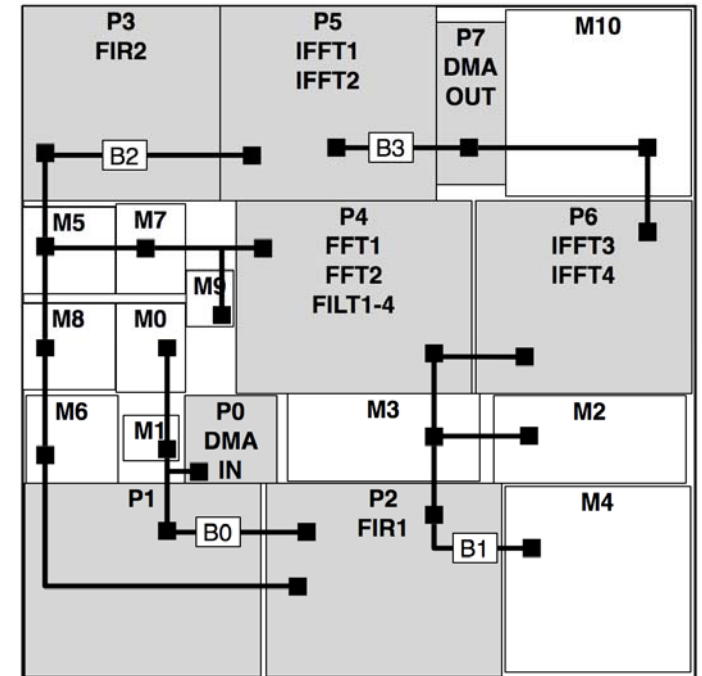 P3
FIR2
P5
IFFT1
IFFT2
P7
DMA
OUT
M10
B2
B3
M5
M7
M9
P4
FFT1
FFT2
FILT1-4
P6
IFFT3
IFFT4
M8
M0
M6
M1
P0
DMA
IN
M3
M2
P1
B0
P2
FIR1
B1
M4